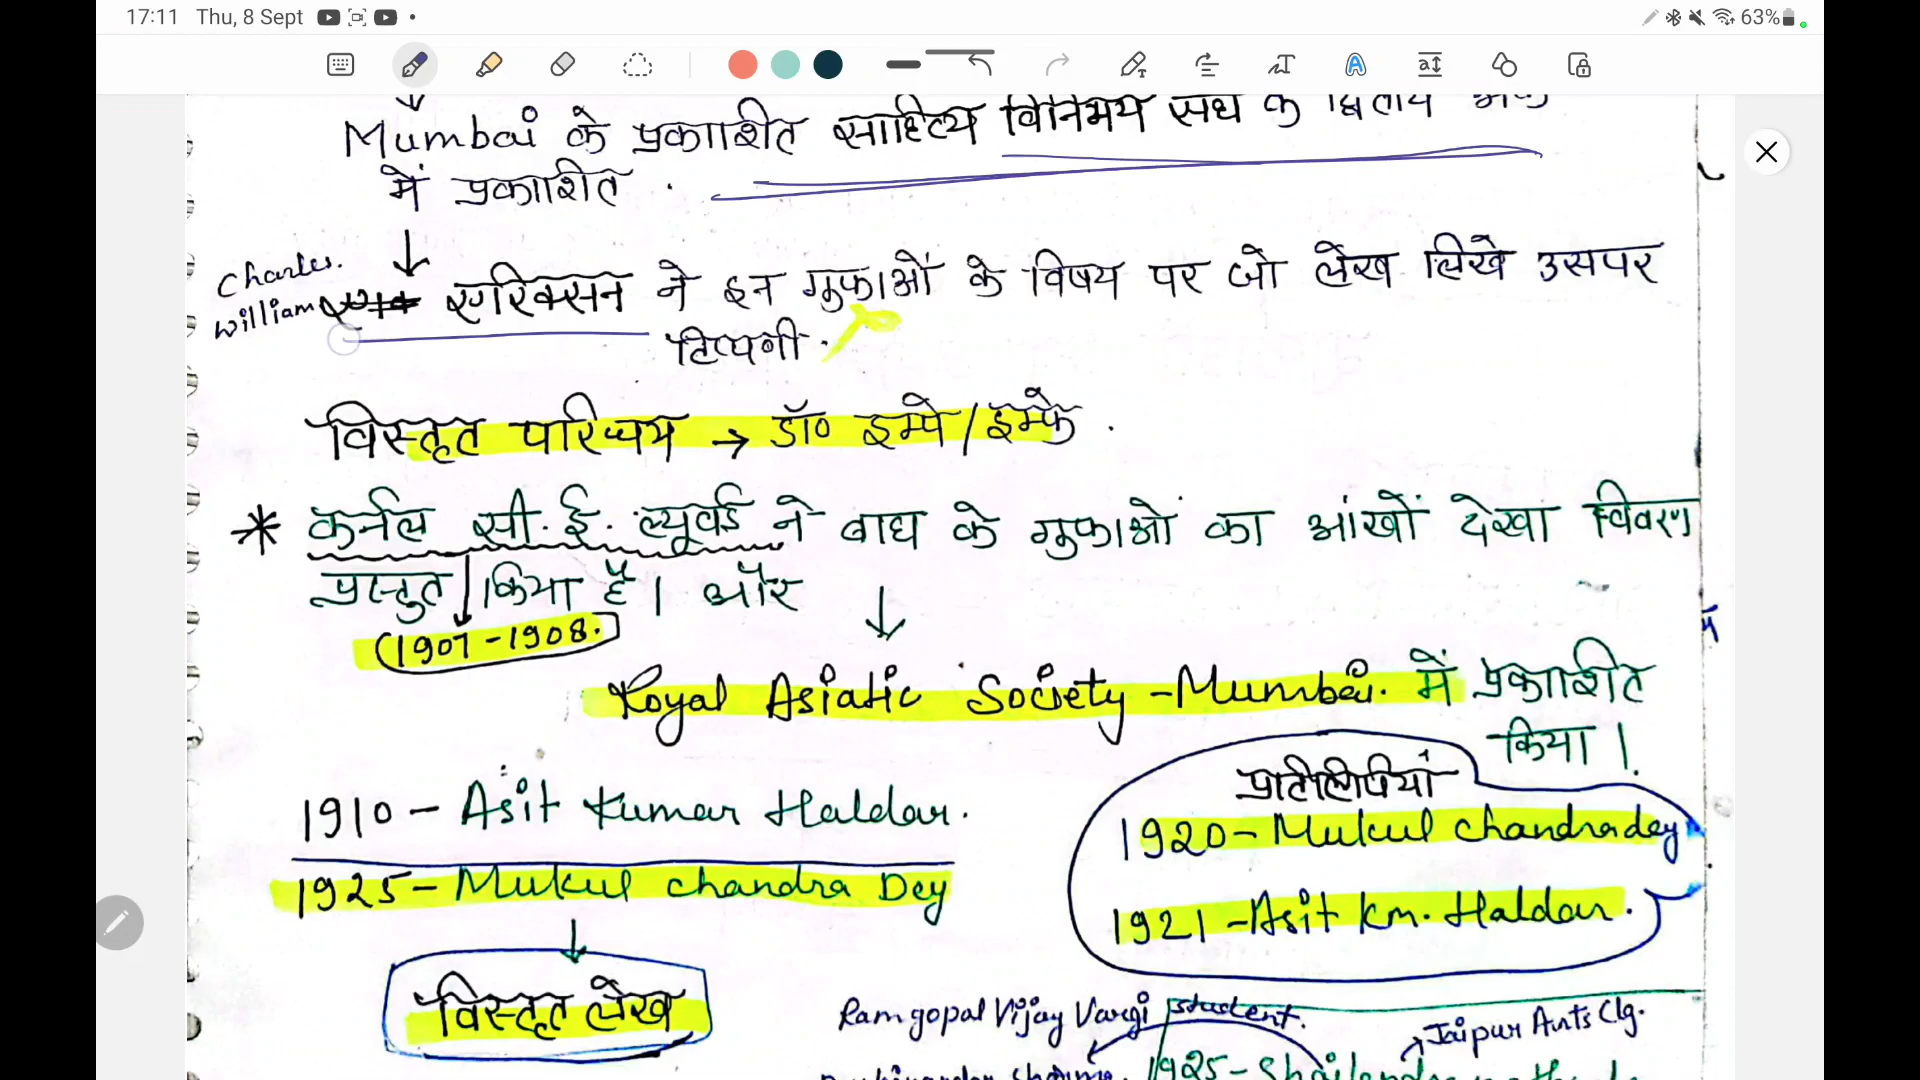 17:11 Thu, 8 Sept
63%
Mumbai के प्रकाशित साहित्य विनिमय संघ के द्वितीय अंक
में प्रकाशित .
Charles.
William
एरिक्सन ने इन गुफाओं के विषय पर जो लेख लिखे उसपर
टिप्पणी .
विस्तृत परिचय → डॉ० इम्पे / इम्फे .
* कर्नल सी. ई. ल्यूवर्ड ने बाघ के गुफाओं का आंखों देखा विवरण
प्रस्तुत किया है। और
(1907-1908.)
Royal Asiatic Society - Mumbai. में प्रकाशित
किया।
1910 - Asit Kumar Haldar.
1925 - Mukul chandra Dey
विस्तृत लेख
प्रतिलिपियां
1920 - Mukul chandra dey
1921 - Asit Km. Haldar.
Ramgopal Vijay Vargi student.
Jaipur Arts Clg.
1925 -